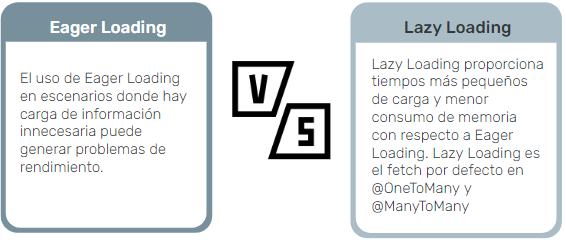 Eager Loading
El uso de Eager Loading
en escenarios donde hay
carga de información
innecesaria puede
generar problemas de
rendimiento.
VS
Lazy Loading
Lazy Loading proporciona
tiempos más pequeños
de carga y menor
consumo de memoria
con respecto a Eager
Loading. Lazy Loading es
el fetch por defecto en
@OneToMany y
@ManyToMany